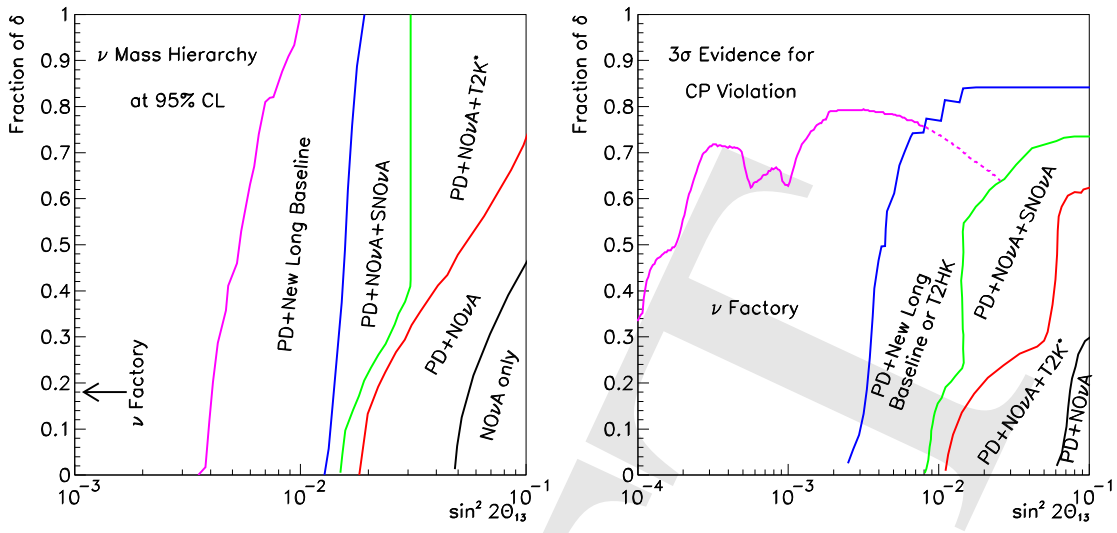 Fraction of δ
1
0.9
0.8
0.7
0.6
0.5
0.4
0.3
0.2
0.1
0
ν Mass Hierarchy
at 95% CL
ν Factory
PD+New Long Baseline
PD+NOνA+SNOνA
PD+NOνA+T2K*
PD+NOνA
NOνA only
10⁻³
10⁻²
10⁻¹
sin² 2Θ₁₃
Fraction of δ
1
0.9
0.8
0.7
0.6
0.5
0.4
0.3
0.2
0.1
0
3σ Evidence for
CP Violation
ν Factory
PD+New Long
Baseline or T2HK
PD+NOνA+SNOνA
PD+NOνA+T2K*
PD+NOνA
10⁻⁴
10⁻³
10⁻²
10⁻¹
sin² 2Θ₁₃